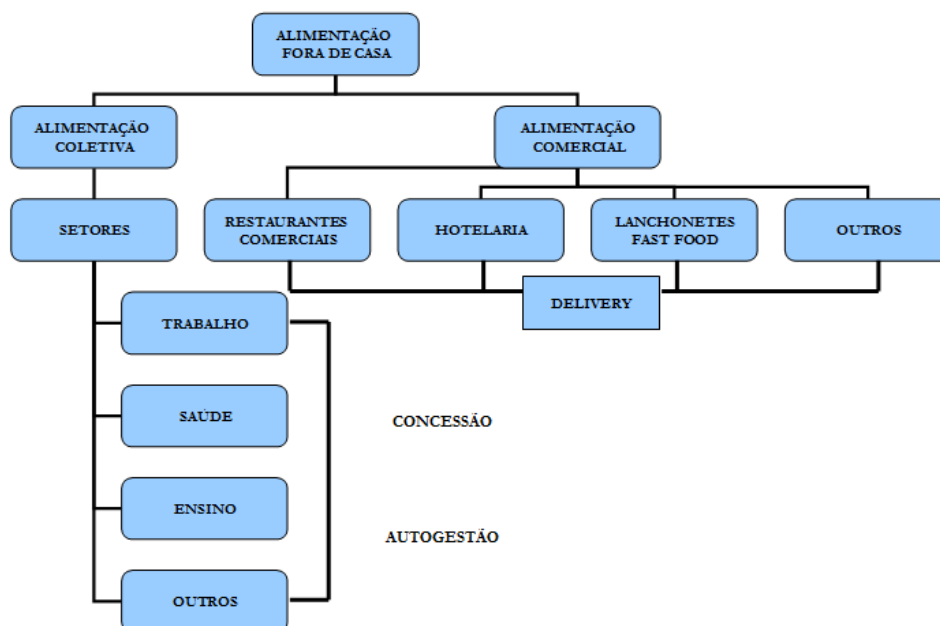 ALIMENTAÇÃO
FORA DE CASA
ALIMENTAÇÃO
COLETIVA
ALIMENTAÇÃO
COMERCIAL
SETORES
RESTAURANTES
COMERCIAIS
HOTELARIA
LANCHONETES
FAST FOOD
OUTROS
DELIVERY
TRABALHO
SAÚDE
CONCESSÃO
ENSINO
AUTOGESTÃO
OUTROS